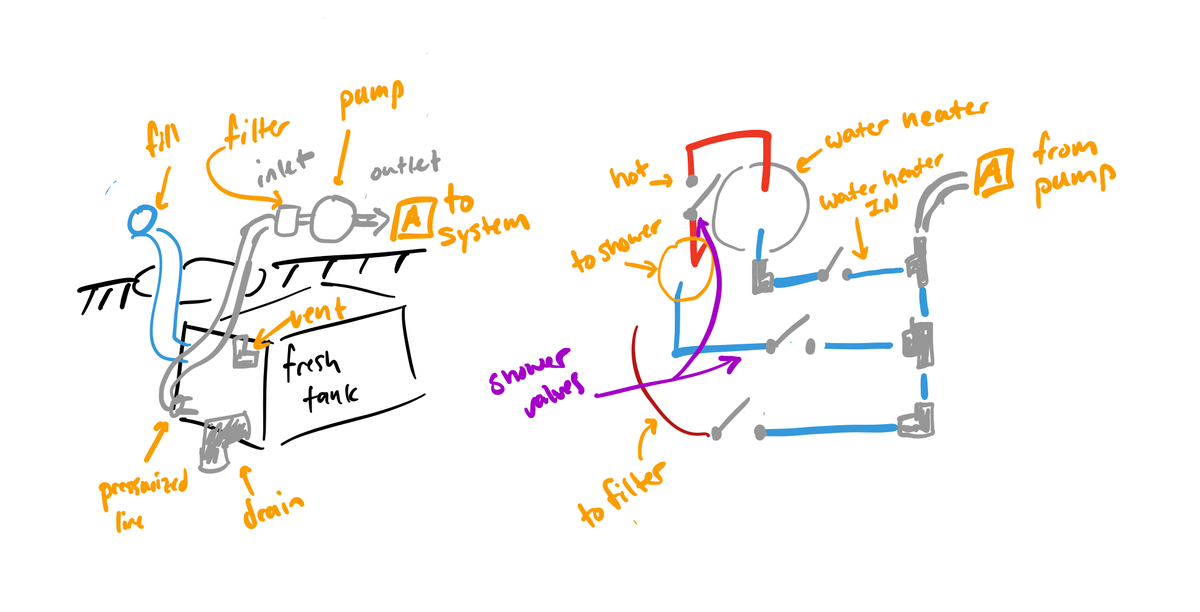 fill
filter
inlet
pump
outlet
A
to
system
vent
fresh
tank
pressurized
line
drain
water heater
hot
water heater
IN
A
from
pump
to shower
shower
valves
to filter